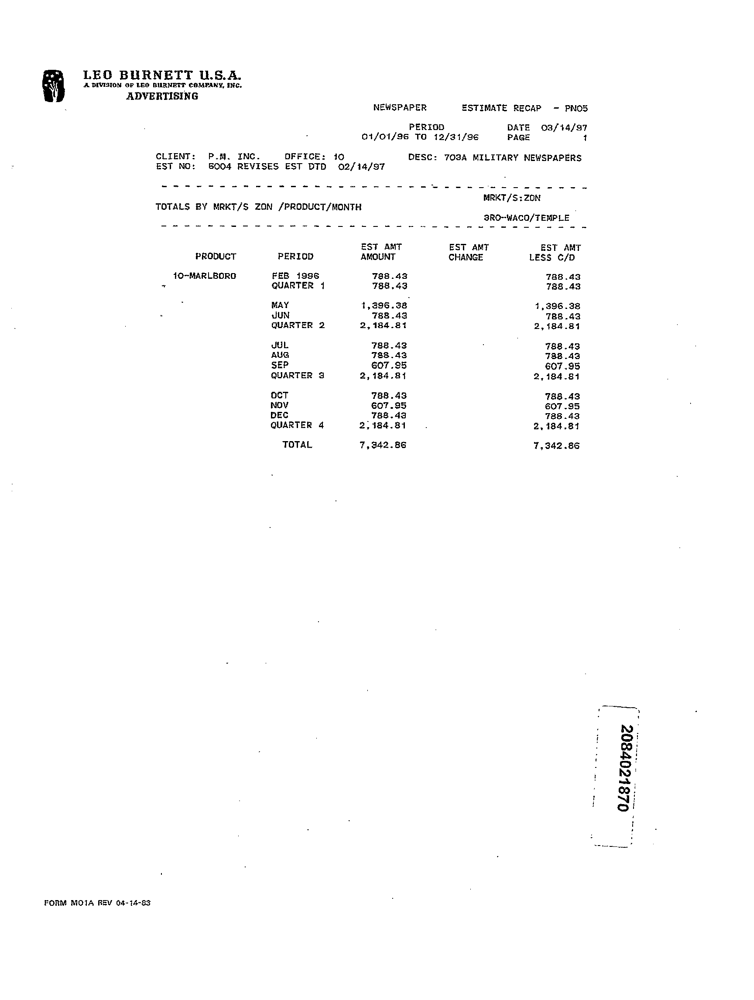 LEO BURNETT U.S.A.
A DIVISION OF LEO BURNETT COMPANY, INC.
ADVERTISING
NEWSPAPER ESTIMATE RECAP - PNO5
PERIOD DATE 03/14/97
01/01/96 TO 12/31/96 PAGE 1
CLIENT: P.M. INC. OFFICE: 10 DESC: 709A MILITARY NEWSPAPERS
EST NO: 6004 REVISES EST DTD 02/14/97
MRKT/S:ZON
TOTALS BY MRKT/S ZON /PRODUCT/MONTH
3RO-WACO/TEMPLE
EST AMT EST AMT EST AMT
PRODUCT PERIOD AMOUNT CHANGE LESS C/D
10-MARLBORO FEB 1996 788.43 788.43
QUARTER 1 788.43 788.43
MAY 1,396.38 1,396.38
JUN 788.43 788.43
QUARTER 2 2,184.81 2,184.81
JUL 788.43 788.43
AUG 788.43 788.43
SEP 607.95 607.95
QUARTER 3 2,184.81 2,184.81
OCT 788.43 788.43
NOV 607.95 607.95
DEC 788.43 788.43
QUARTER 4 2,184.81 2,184.81
TOTAL 7,342.86 7,342.86
2084021870
FORM MO1A REV 04-14-83